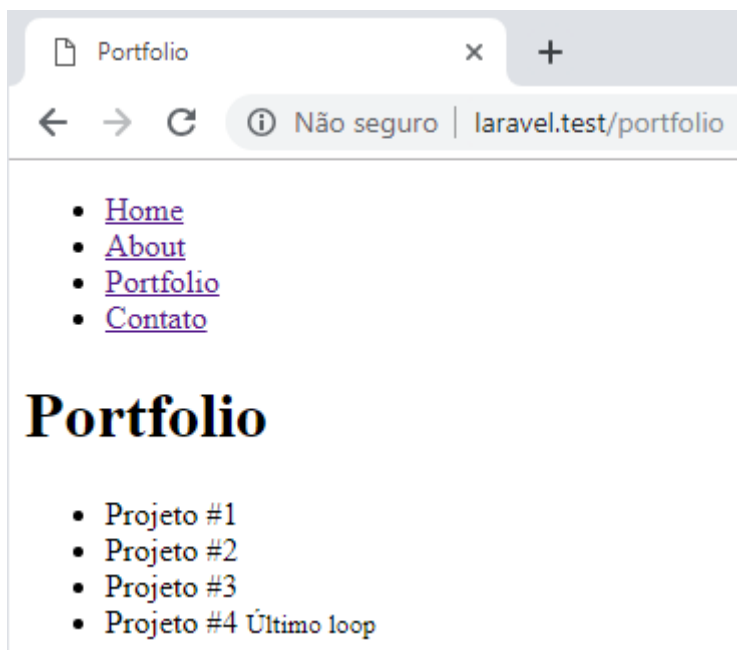 Portfolio
Não seguro | laravel.test/portfolio
Home
About
Portfolio
Contato
Portfolio
Projeto #1
Projeto #2
Projeto #3
Projeto #4 Último loop